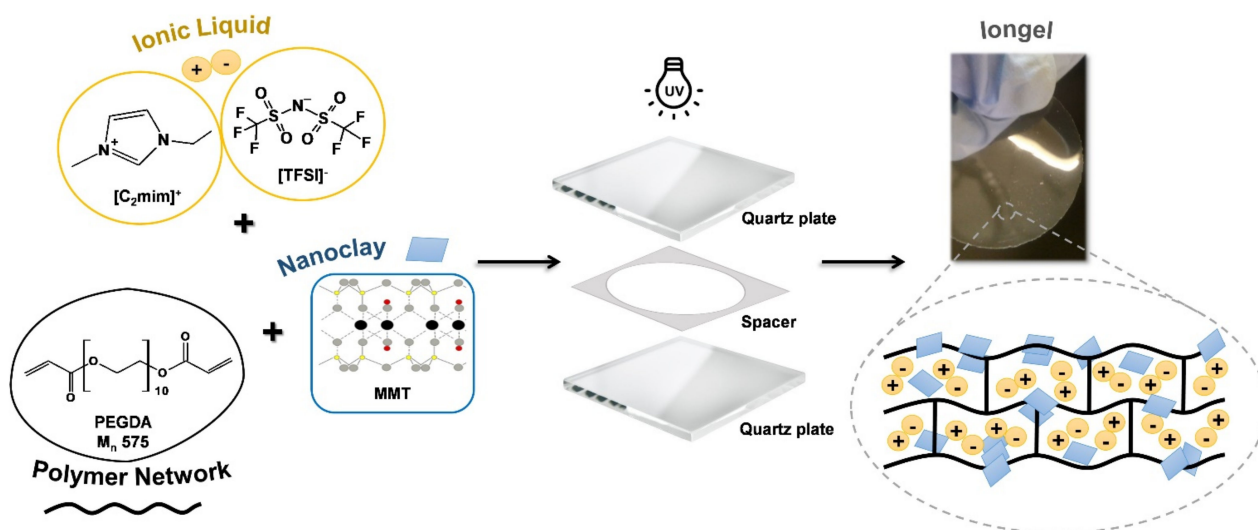 Ionic Liquid
+ -
F F F S O O N⁻ S O O F F F
N⁺ N
[C₂mim]⁺
[TFSI]⁻
+
Nanoclay
MMT
+
O O O O 10
PEGDA
Mₙ 575
Polymer Network
UV
Quartz plate
Spacer
Quartz plate
Iongel
+ - + - - + + - + - - +
+ - + - - + + - + - + - - +